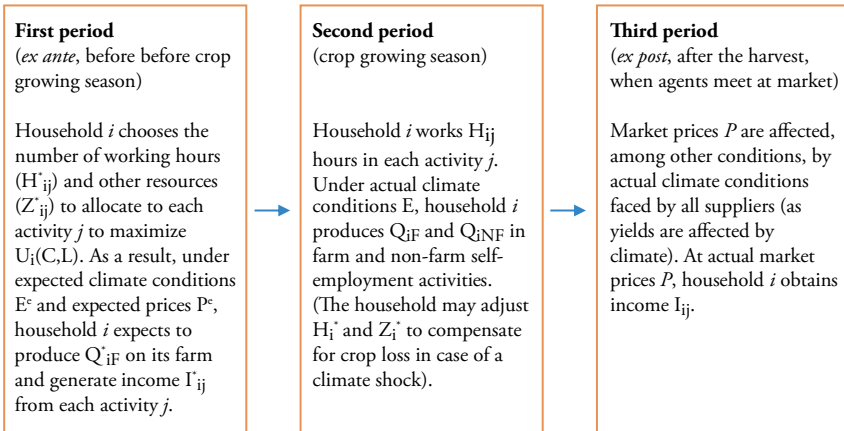 First period
(ex ante, before before crop
growing season)
Household i chooses the
number of working hours
(H*ij) and other resources
(Z*ij) to allocate to each
activity j to maximize
Ui(C,L). As a result, under
expected climate conditions
Eᵉ and expected prices Pᵉ,
household i expects to
produce Q*iF on its farm
and generate income I*ij
from each activity j.
Second period
(crop growing season)
Household i works Hij
hours in each activity j.
Under actual climate
conditions E, household i
produces QiF and QiNF in
farm and non-farm self-
employment activities.
(The household may adjust
Hi* and Zi* to compensate
for crop loss in case of a
climate shock).
Third period
(ex post, after the harvest,
when agents meet at market)
Market prices P are affected,
among other conditions, by
actual climate conditions
faced by all suppliers (as
yields are affected by
climate). At actual market
prices P, household i obtains
income Iij.